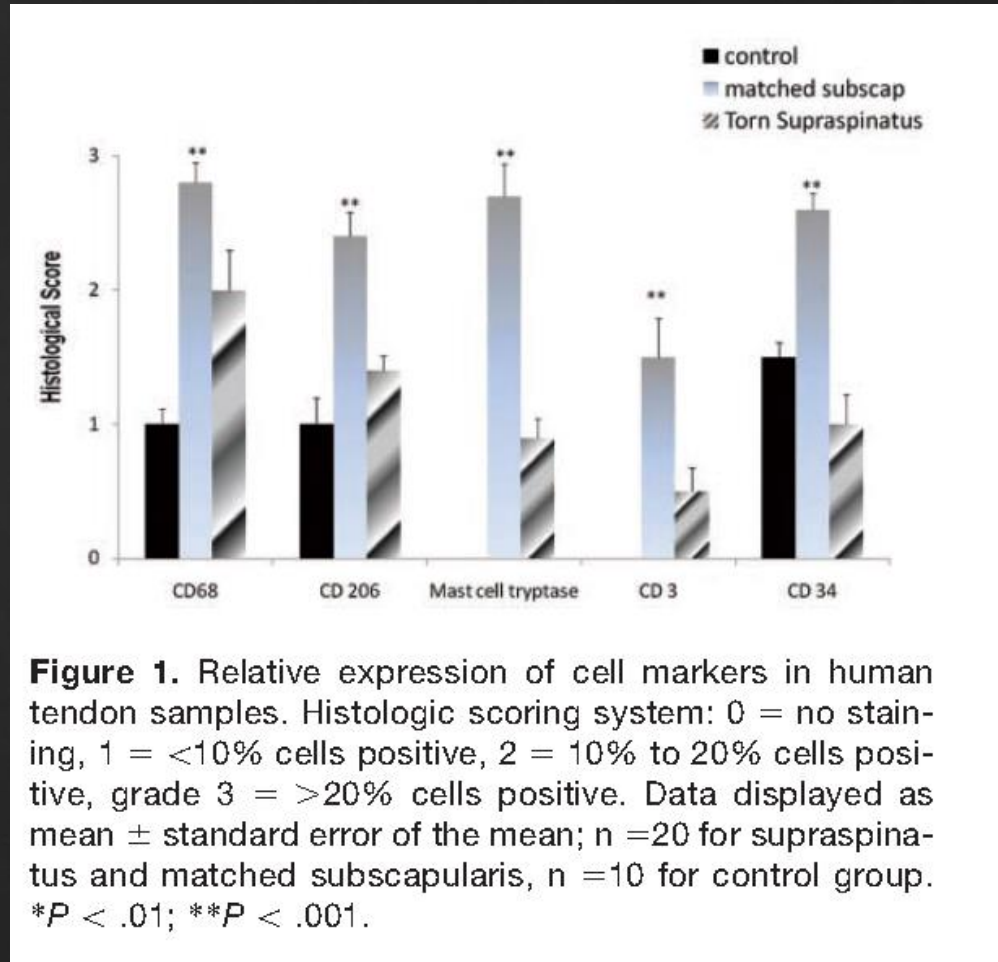 control
matched subscap
Torn Supraspinatus
Histological Score
3
2
1
0
**
**
**
**
**
CD68
CD 206
Mast cell tryptase
CD 3
CD 34
Figure 1. Relative expression of cell markers in human
tendon samples. Histologic scoring system: 0 = no stain-
ing, 1 = <10% cells positive, 2 = 10% to 20% cells posi-
tive, grade 3 = >20% cells positive. Data displayed as
mean ± standard error of the mean; n =20 for supraspina-
tus and matched subscapularis, n =10 for control group.
*P < .01; **P < .001.